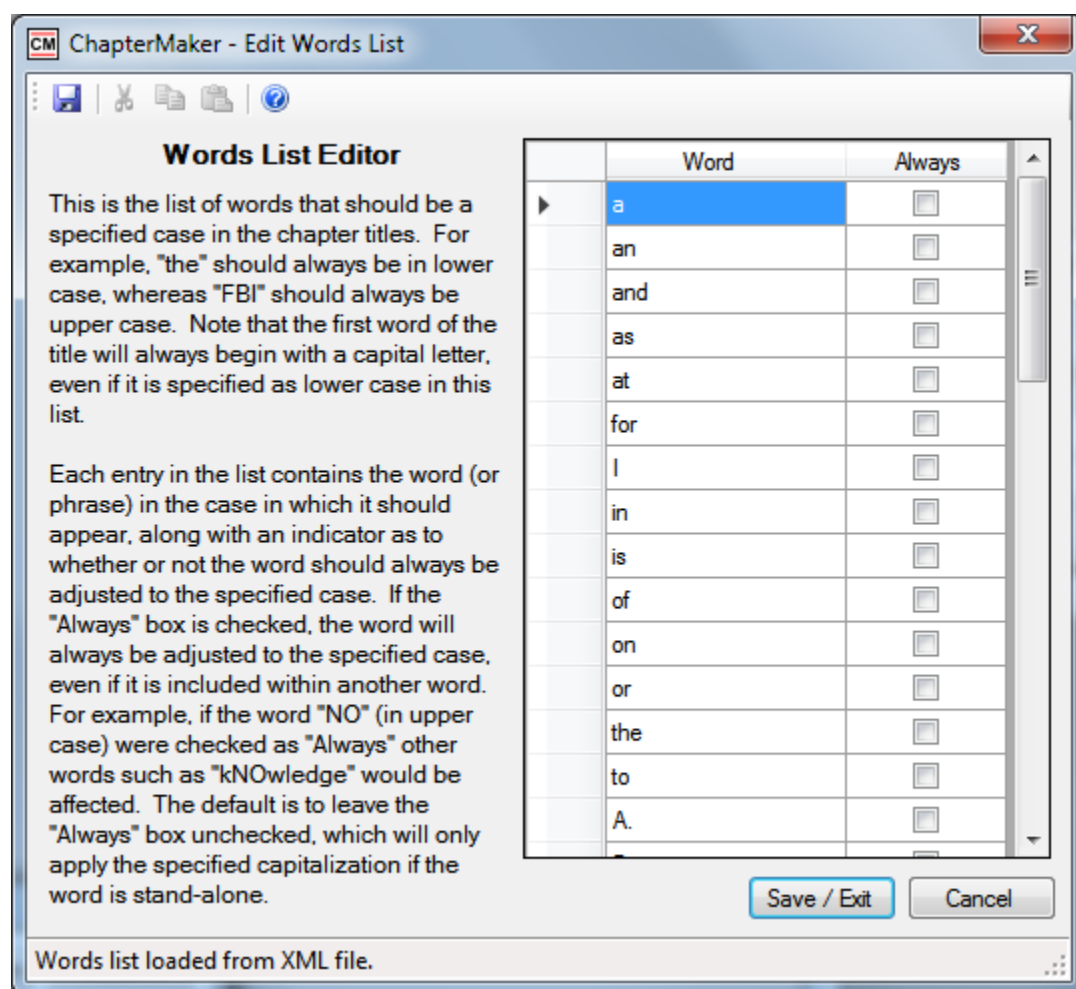 CM ChapterMaker - Edit Words List
Words List Editor
This is the list of words that should be a
specified case in the chapter titles.  For
example, "the" should always be in lower
case, whereas "FBI" should always be
upper case.  Note that the first word of the
title will always begin with a capital letter,
even if it is specified as lower case in this
list.
Each entry in the list contains the word (or
phrase) in the case in which it should
appear, along with an indicator as to
whether or not the word should always be
adjusted to the specified case.  If the
"Always" box is checked, the word will
always be adjusted to the specified case,
even if it is included within another word.
For example, if the word "NO" (in upper
case) were checked as "Always" other
words such as "kNOwledge" would be
affected.  The default is to leave the
"Always" box unchecked, which will only
apply the specified capitalization if the
word is stand-alone.
Word Always
a
an
and
as
at
for
I
in
is
of
on
or
the
to
A.
Save / Exit Cancel
Words list loaded from XML file.